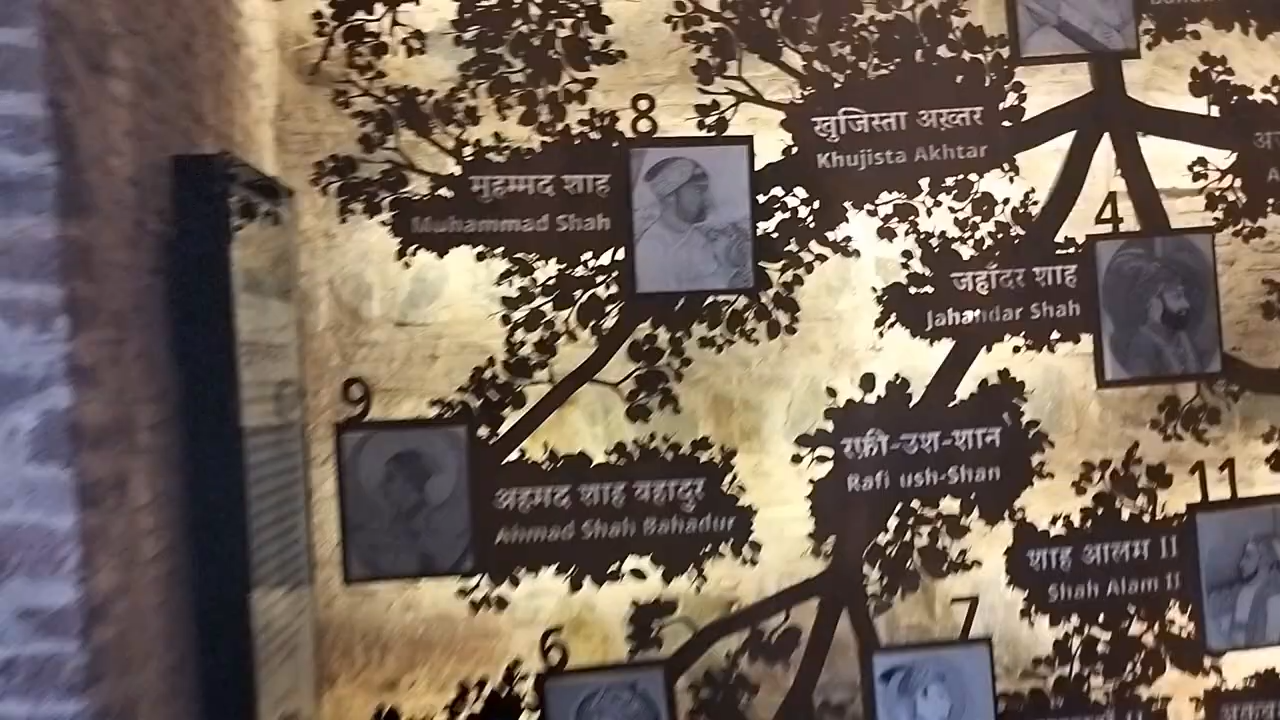 8
खुजिस्ता अख़्तर
Khujista Akhtar
मुहम्मद शाह
Muhammad Shah
4
जहाँदर शाह
Jahandar Shah
9
रफ़ी-उश-शान
Rafi ush-Shan
अहमद शाह बहादुर
Ahmad Shah Bahadur
11
शाह आलम II
Shah Alam II
7
6